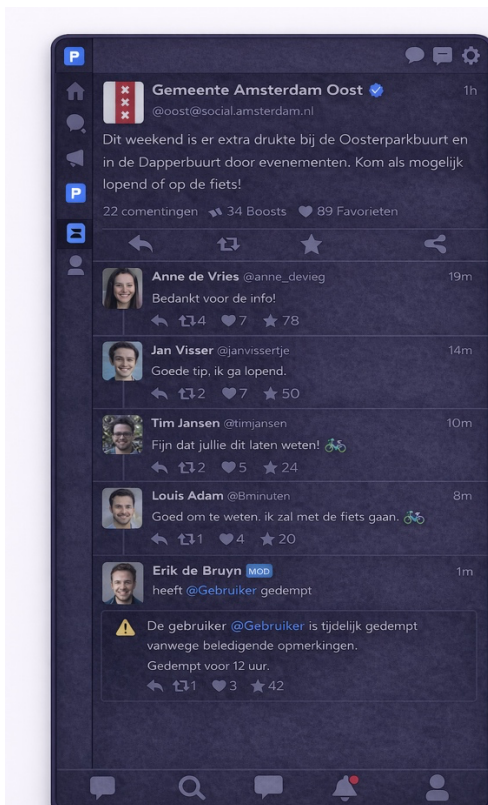 P
Gemeente Amsterdam Oost 1h
@oost@social.amsterdam.nl
Dit weekend is er extra drukte bij de Oosterparkbuurt en
in de Dapperbuurt door evenementen. Kom als mogelijk
lopend of op de fiets!
P
22 comentingen 34 Boosts 89 Favorieten
Anne de Vries @anne_devieg 19m
Bedankt voor de info!
4 7 78
Jan Visser @janvissertje 14m
Goede tip, ik ga lopend.
2 7 50
Tim Jansen @timjansen 10m
Fijn dat jullie dit laten weten!
2 5 24
Louis Adam @Bminuten 8m
Goed om te weten. ik zal met de fiets gaan.
1 4 20
Erik de Bruyn MOD 1m
heeft @Gebruiker gedempt
De gebruiker @Gebruiker is tijdelijk gedempt
vanwege beledigende opmerkingen.
Gedempt voor 12 uur.
1 3 42